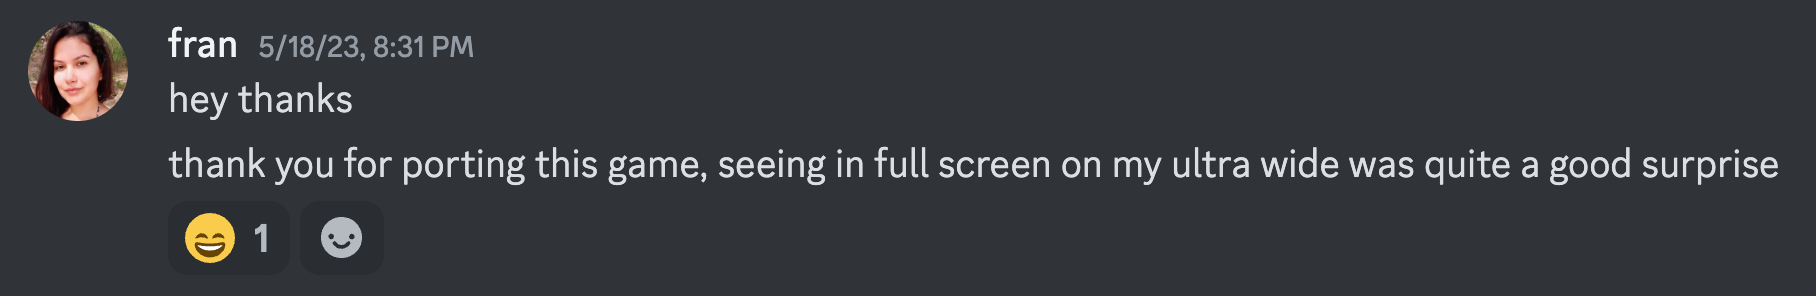 fran 5/18/23, 8:31 PM
hey thanks
thank you for porting this game, seeing in full screen on my ultra wide was quite a good surprise
1